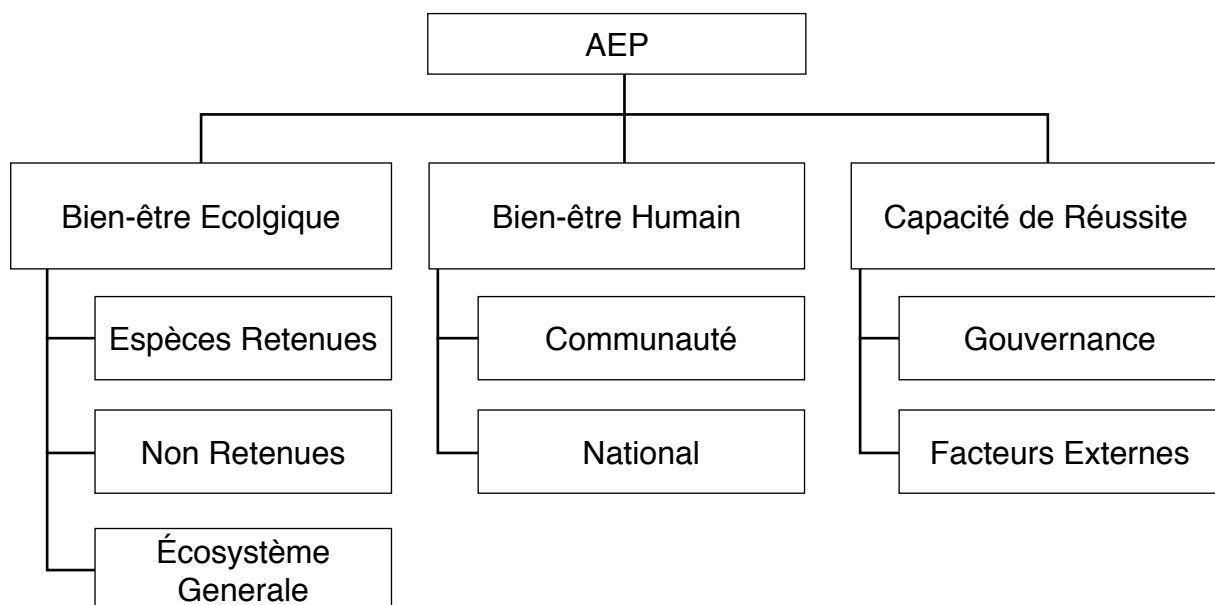 AEP
Bien-être Ecolgique
Bien-être Humain
Capacité de Réussite
Espèces Retenues
Communauté
Gouvernance
Non Retenues
National
Facteurs Externes
Écosystème
Generale